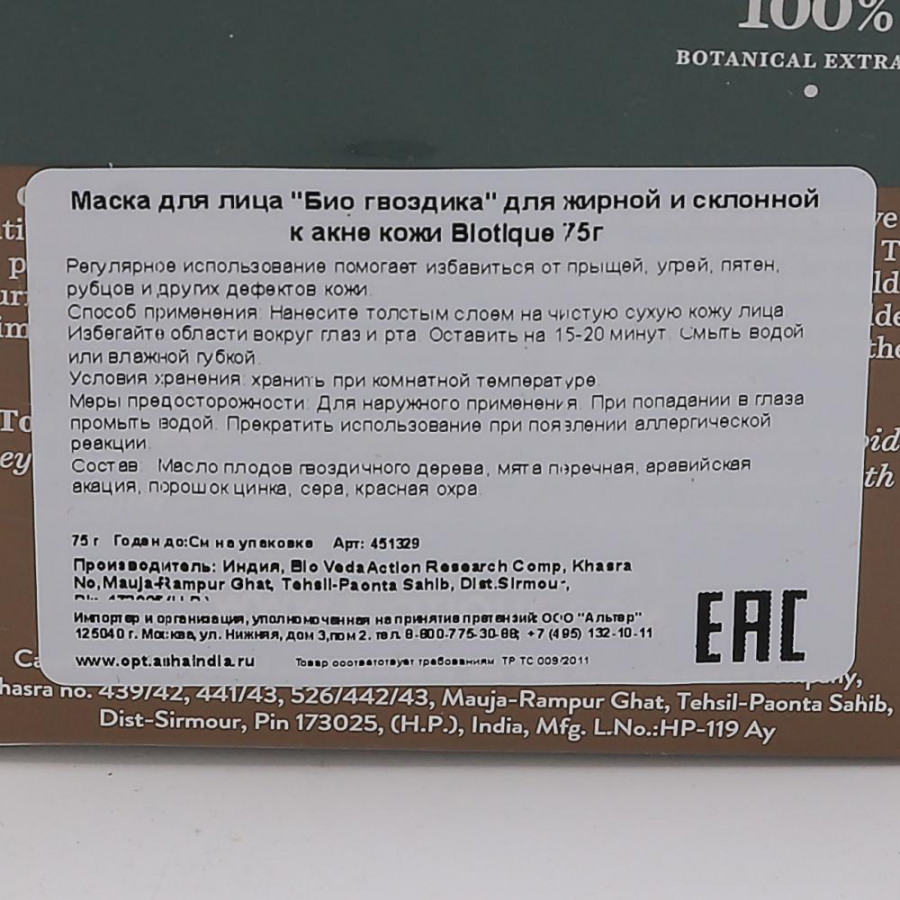 100%
BOTANICAL EXTRA
Маска для лица "Био гвоздика" для жирной и склонной
к акне кожи Biotique 75г
Регулярное использование помогает избавиться от прыщей, угрей, пятен,
рубцов и других дефектов кожи.
Способ применения: Нанесите толстым слоем на чистую сухую кожу лица.
Избегайте области вокруг глаз и рта. Оставить на 15-20 минут. Смыть водой
или влажной губкой.
Условия хранения: хранить при комнатной температуре.
Меры предосторожности: Для наружного применения. При попадании в глаза
промыть водой. Прекратить использование при появлении аллергической
реакции.
Состав: Масло плодов гвоздичного дерева, мята перечная, аравийская
акация, порошок цинка, сера, красная охра.
75 г Годен до:См на упаковке Арт: 451329
Производитель: Индия, Bio Veda Action Research Comp, Khasra
No,Mauja-Rampur Ghat, Tehsil-Paonta Sahib, Dist.Sirmour,
Импортер и организация, уполномоченная на принятие претензий: ООО "Альтер"
125040 г. Москва, ул. Нижняя, дом 3,пом 2. тел. 8-800-775-30-98; +7 (495) 132-10-11
www.opt.ashaindia.ru Товар соответствует требованиям ТР ТС 009/2011
EAC
hasra no. 439/42, 441/43, 526/442/43, Mauja-Rampur Ghat, Tehsil-Paonta Sahib,
Dist-Sirmour, Pin 173025, (H.P.), India, Mfg. L.No.:HP-119 Ay